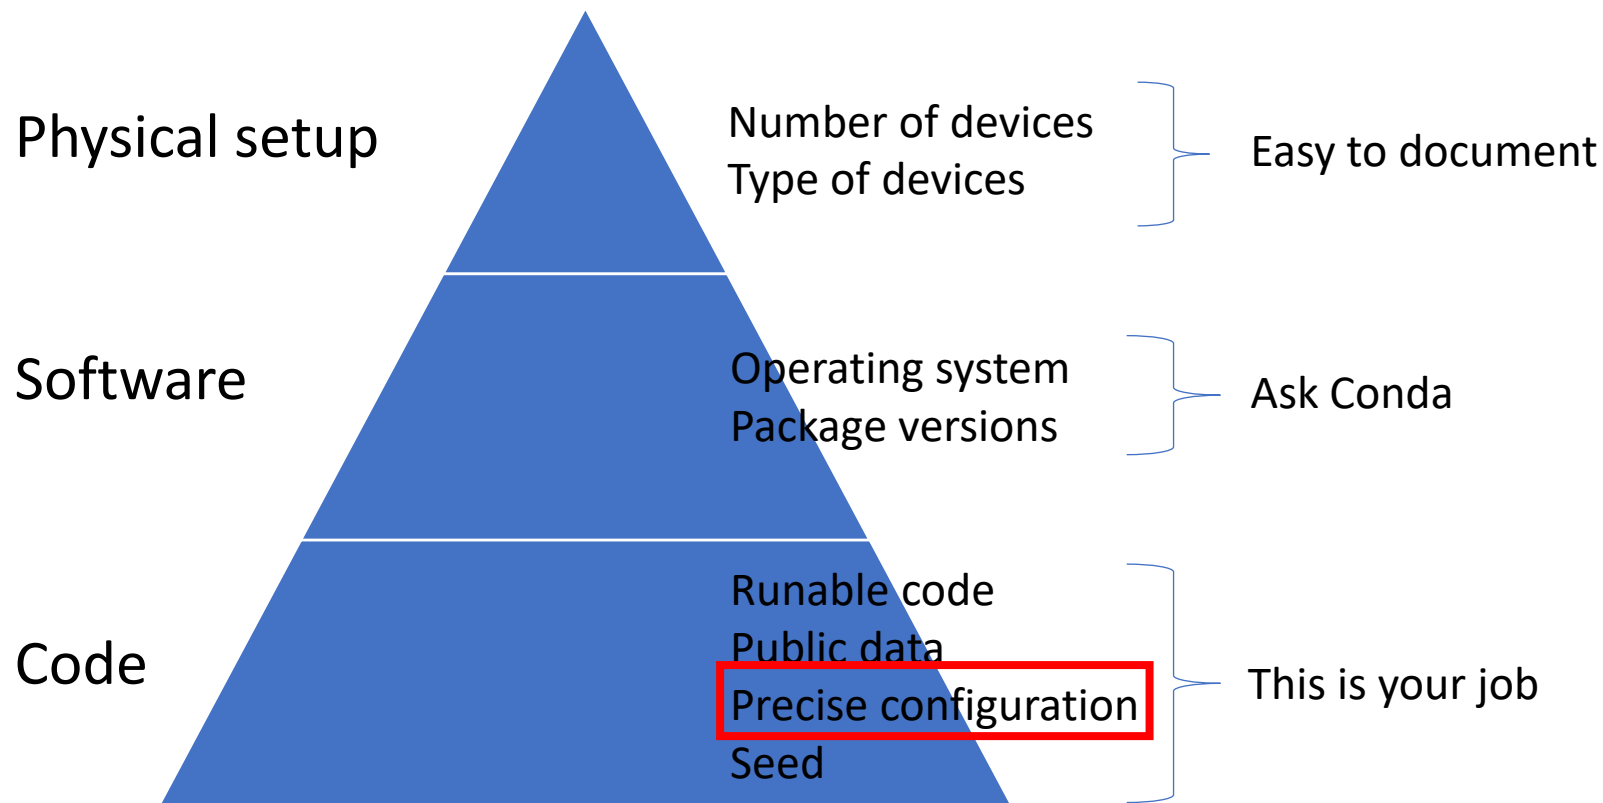 Physical setup
Number of devices
Type of devices
Easy to document
Software
Operating system
Package versions
Ask Conda
Code
Runable code
Public data
Precise configuration
Seed
This is your job